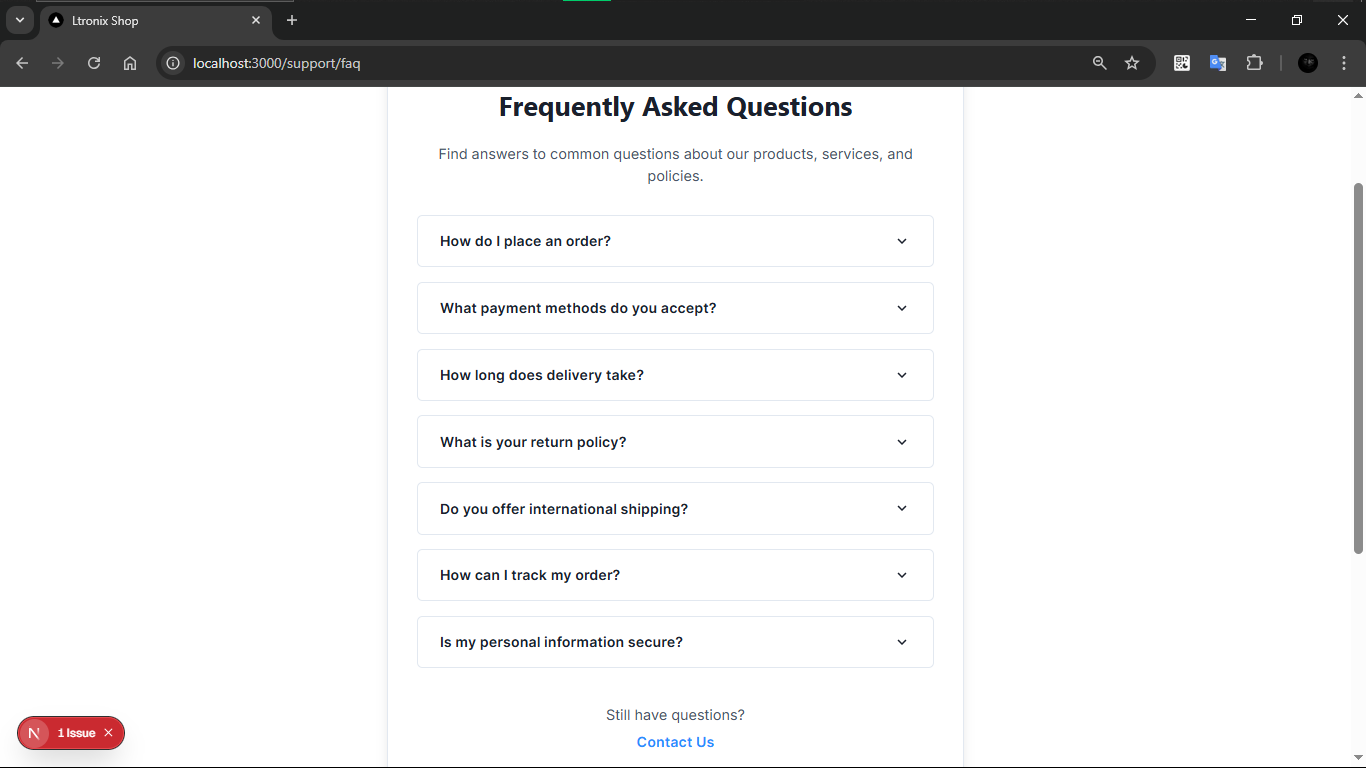 Ltronix Shop
localhost:3000/support/faq
Frequently Asked Questions
Find answers to common questions about our products, services, and
policies.
How do I place an order?
What payment methods do you accept?
How long does delivery take?
What is your return policy?
Do you offer international shipping?
How can I track my order?
Is my personal information secure?
Still have questions?
Contact Us
N 1 Issue